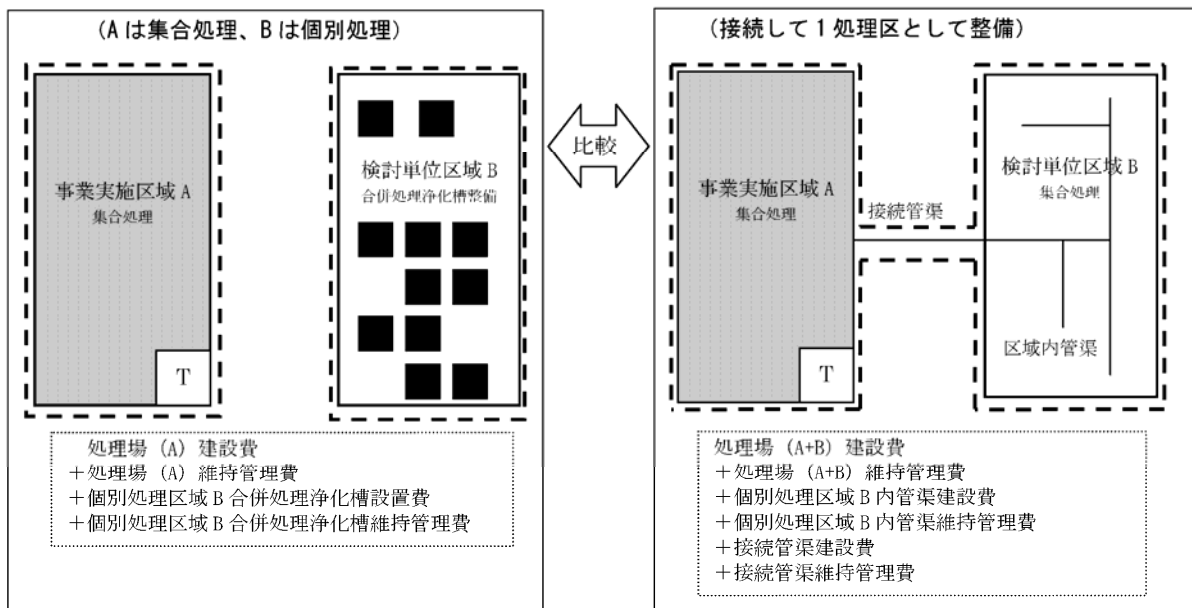 (Aは集合処理、Bは個別処理)
事業実施区域 A
集合処理
T
検討単位区域 B
合併処理浄化槽整備
処理場 (A) 建設費
+処理場 (A) 維持管理費
+個別処理区域 B 合併処理浄化槽設置費
+個別処理区域 B 合併処理浄化槽維持管理費
比較
(接続して1処理区として整備)
事業実施区域 A
集合処理
T
接続管渠
検討単位区域 B
集合処理
区域内管渠
処理場 (A+B) 建設費
+処理場 (A+B) 維持管理費
+個別処理区域 B 内管渠建設費
+個別処理区域 B 内管渠維持管理費
+接続管渠建設費
+接続管渠維持管理費